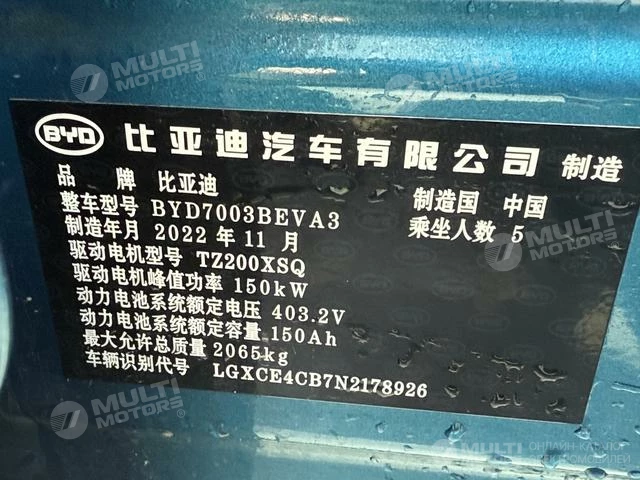 MULTI MOTORS®
MULTI MOTORS®
BYD 比亚迪汽车有限公司 制造
品 牌 比亚迪
整车型号 BYD7003BEVA3
制造国 中国
制造年月 2022 年 11 月
乘坐人数 5
驱动电机型号 TZ200XSQ
驱动电机峰值功率 150kW
动力电池系统额定电压 403.2V
动力电池系统额定容量 150Ah
最大允许总质量 2065kg
车辆识别代号 LGXCE4CB7N2178926
MULTI MOTORS®
MULTI
ОНЛАЙН-КАТАЛОГ
ЭЛЕКТРОМОБИЛЕЙ